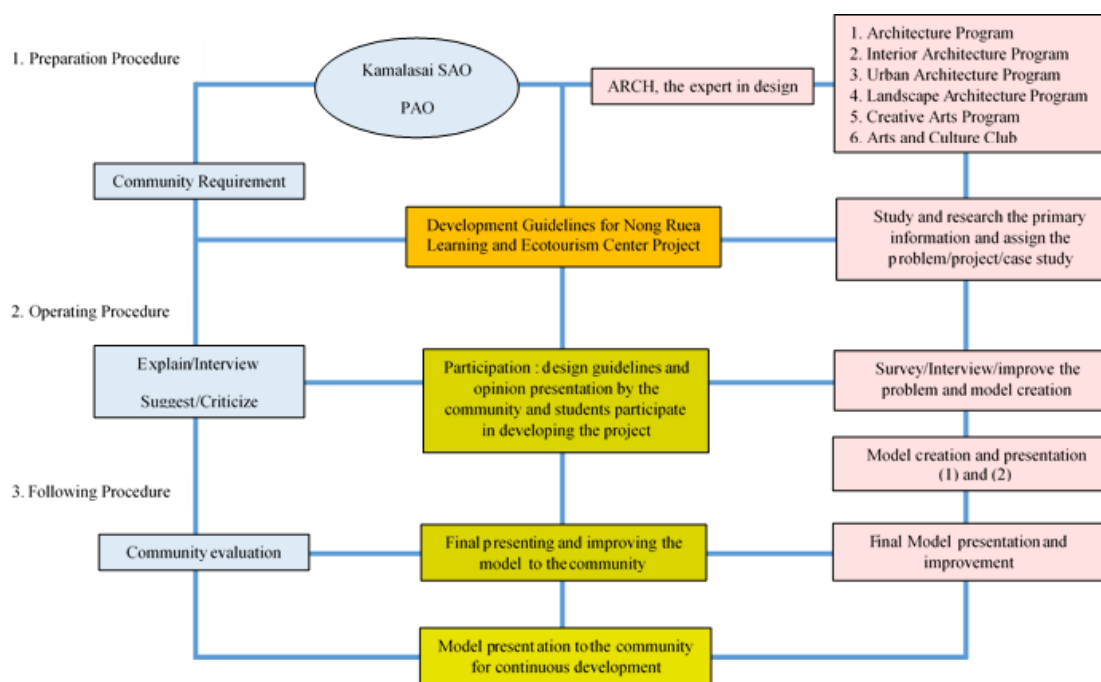 1. Preparation Procedure
Kamalasai SAO
PAO
ARCH, the expert in design
1. Architecture Program
2. Interior Architecture Program
3. Urban Architecture Program
4. Landscape Architecture Program
5. Creative Arts Program
6. Arts and Culture Club
Community Requirement
Development Guidelines for Nong Ruea
Learning and Ecotourism Center Project
Study and research the primary
information and assign the
problem/project/case study
2. Operating Procedure
Explain/Interview
Suggest/Criticize
Participation : design guidelines and
opinion presentation by the
community and students participate
in developing the project
Survey/Interview/improve the
problem and model creation
Model creation and presentation
(1) and (2)
3. Following Procedure
Community evaluation
Final presenting and improving the
model to the community
Final Model presentation and
improvement
Model presentation to the community
for continuous development